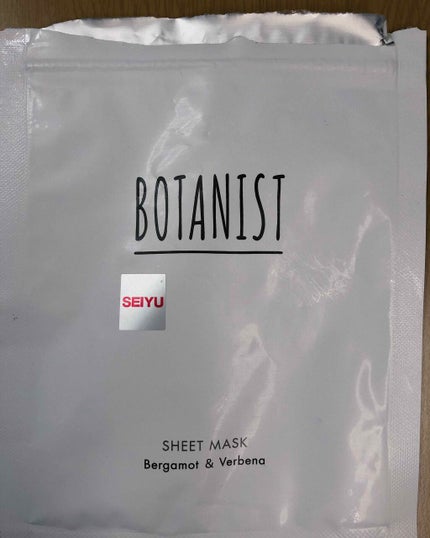 BOTANIST
SEIYU
SHEET MASK
Bergamot & Verbena